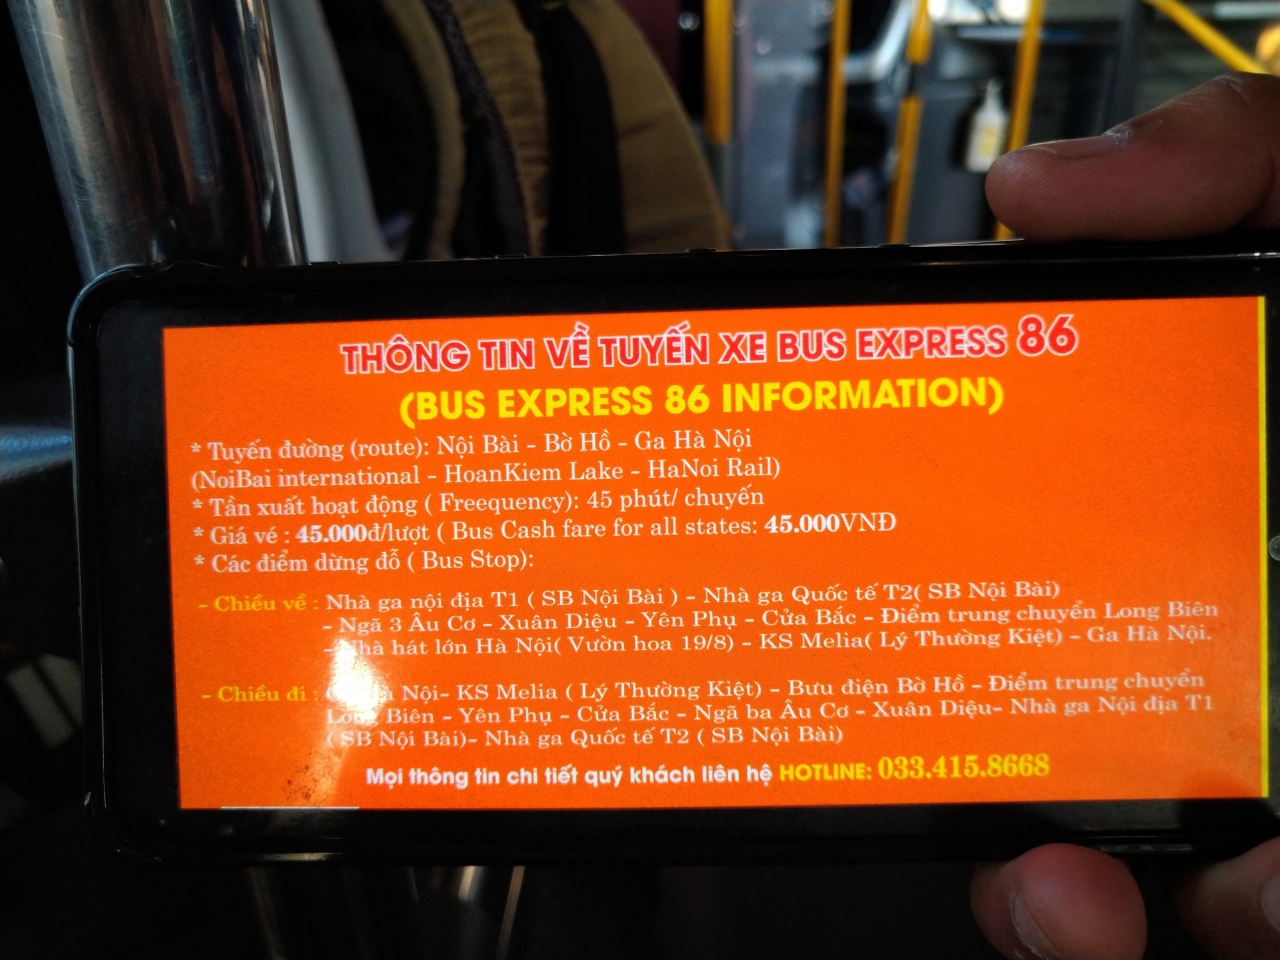 THÔNG TIN VỀ TUYẾN XE BUS EXPRESS 86
(BUS EXPRESS 86 INFORMATION)
* Tuyến đường (route): Nội Bài - Bờ Hồ - Ga Hà Nội
(NoiBai international - HoanKiem Lake - HaNoi Rail)
* Tần xuất hoạt động ( Freequency): 45 phút/ chuyến
* Giá vé : 45.000đ/lượt ( Bus Cash fare for all states: 45.000VNĐ
* Các điểm dừng đỗ ( Bus Stop):
- Chiều về : Nhà ga nội địa T1 ( SB Nội Bài ) - Nhà ga Quốc tế T2( SB Nội Bài)
- Ngã 3 Âu Cơ - Xuân Diệu - Yên Phụ - Cửa Bắc - Điểm trung chuyển Long Biên
- Nhà hát lớn Hà Nội( Vườn hoa 19/8) - KS Melia( Lý Thường Kiệt) - Ga Hà Nội.
- Chiều đi : Nội- KS Melia ( Lý Thường Kiệt) - Bưu điện Bờ Hồ - Điểm trung chuyển
Long Biên - Yên Phụ - Cửa Bắc - Ngã ba Âu Cơ - Xuân Diệu- Nhà ga Nội địa T1
( SB Nội Bài)- Nhà ga Quốc tế T2 ( SB Nội Bài)
Mọi thông tin chi tiết quý khách liên hệ HOTLINE: 033.415.8668